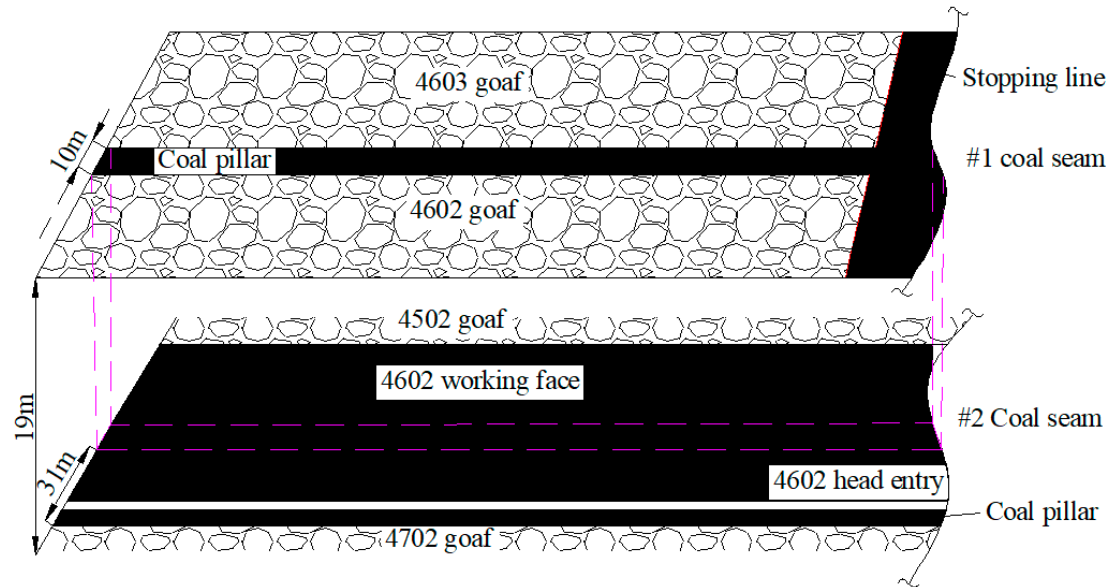 4603 goaf
Stopping line
10m
Coal pillar
#1 coal seam
4602 goaf
4502 goaf
4602 working face
19m
#2 Coal seam
31m
4602 head entry
Coal pillar
4702 goaf